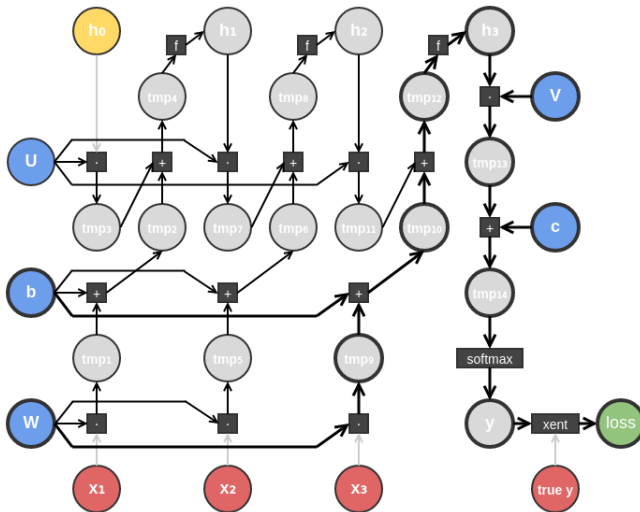 h₀
h₁
h₂
h₃
f
f
f
tmp₄
tmp₈
tmp₁₂
·
V
U
·
+
·
+
·
+
tmp₁₃
tmp₃
tmp₂
tmp₇
tmp₆
tmp₁₁
tmp₁₀
+
c
b
+
+
+
tmp₁₄
tmp₁
tmp₅
tmp₉
softmax
W
·
·
·
y
xent
loss
x₁
x₂
x₃
true y